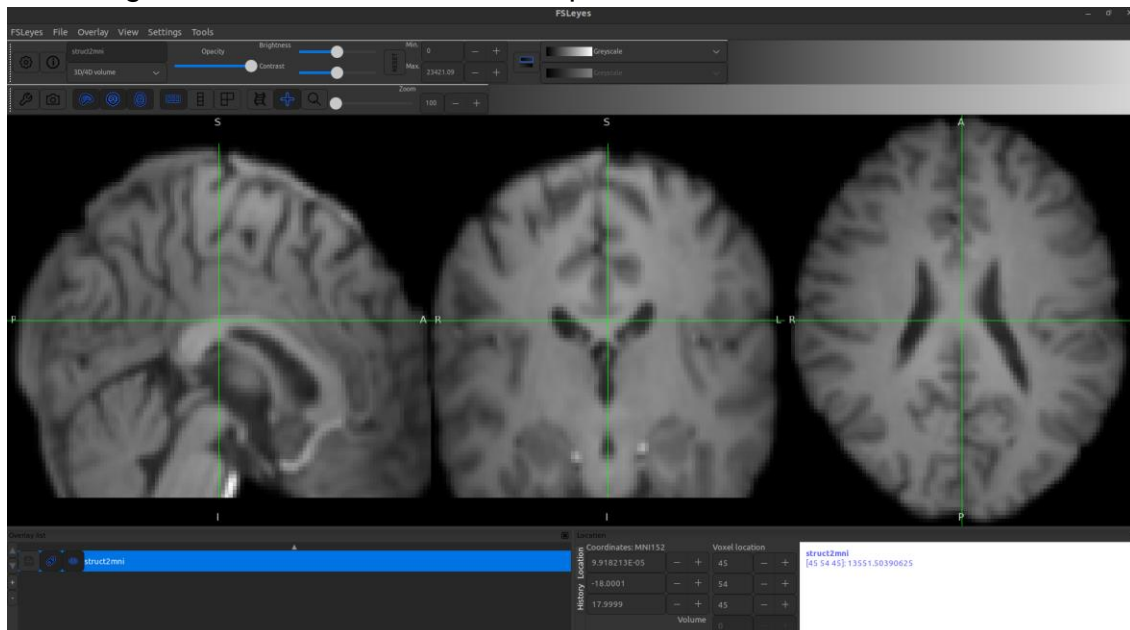 FSLeyes
FSLeyes File Overlay View Settings Tools
struct2mni
3D/4D volume
Opacity
Brightness
Contrast
RESET
Min. 0 − +
Max. 23421.09 − +
Greyscale
Greyscale
Zoom
100 − +
S S A
P A R L R
I I P
Overlay list
struct2mni
Location
Location
History
Coordinates: MNI152 Voxel location
9.918213E-05 − + 45 − +
-18.0001 − + 54 − +
17.9999 − + 45 − +
Volume
0 − +
struct2mni
[45 54 45]: 13551.50390625